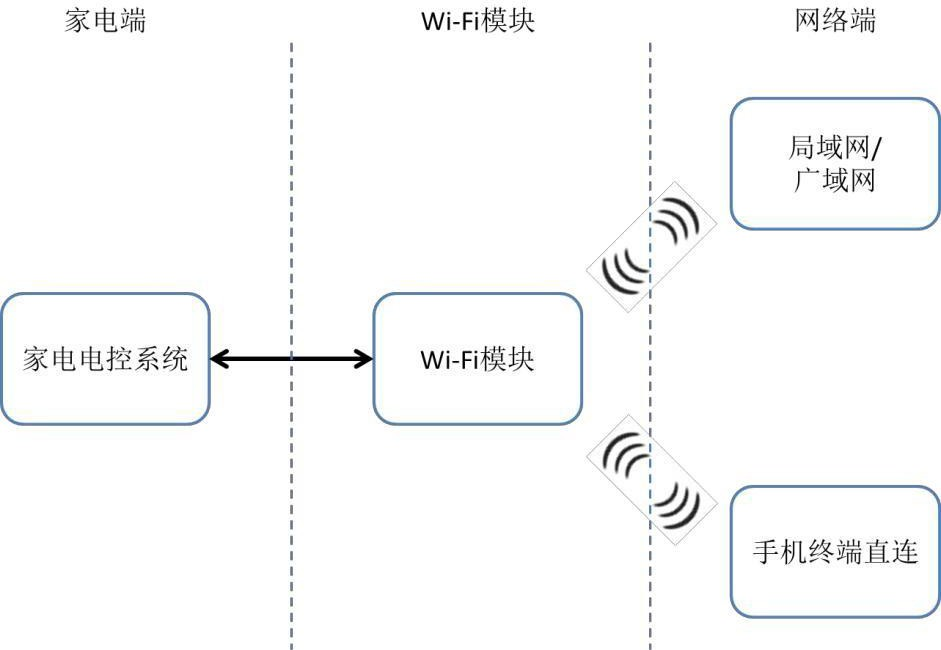 家电端
Wi-Fi模块
网络端
局域网/
广域网
家电电控系统
Wi-Fi模块
手机终端直连